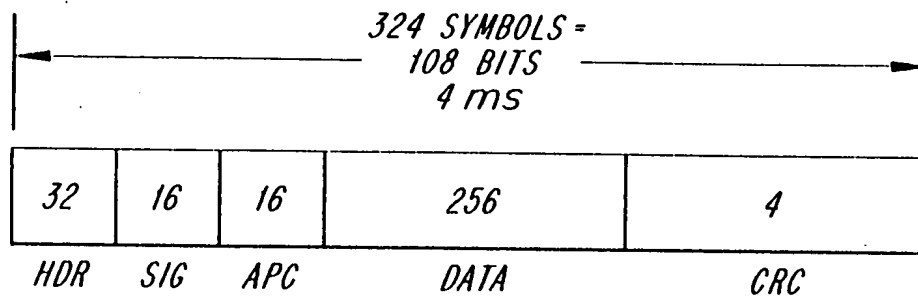 324 SYMBOLS =
108 BITS
4 ms
32 16 16 256 4
HDR SIG APC DATA CRC